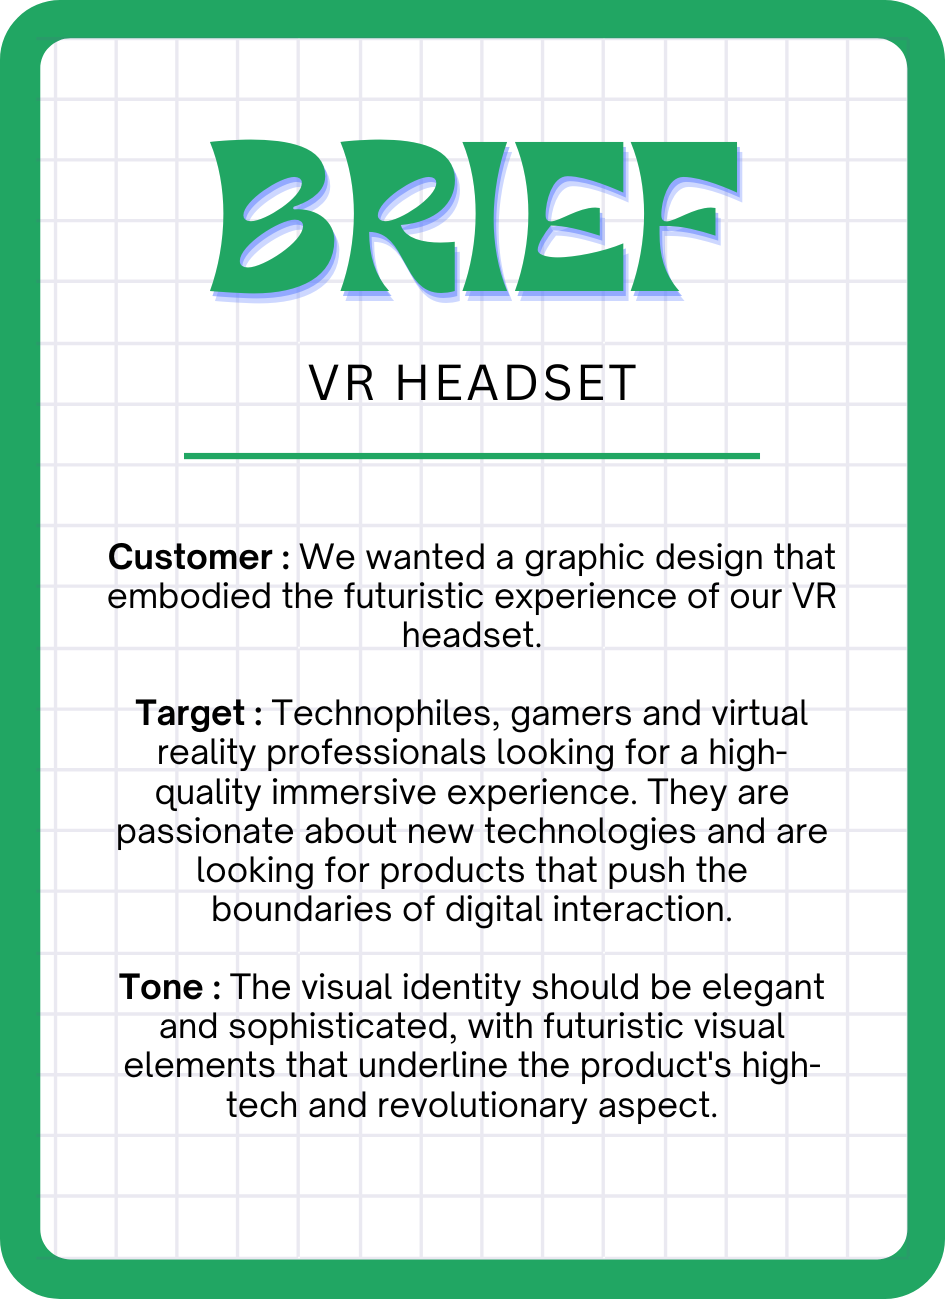 BRIEF
VR HEADSET
Customer : We wanted a graphic design that
embodied the futuristic experience of our VR
headset.
Target : Technophiles, gamers and virtual
reality professionals looking for a high-
quality immersive experience. They are
passionate about new technologies and are
looking for products that push the
boundaries of digital interaction.
Tone : The visual identity should be elegant
and sophisticated, with futuristic visual
elements that underline the product's high-
tech and revolutionary aspect.